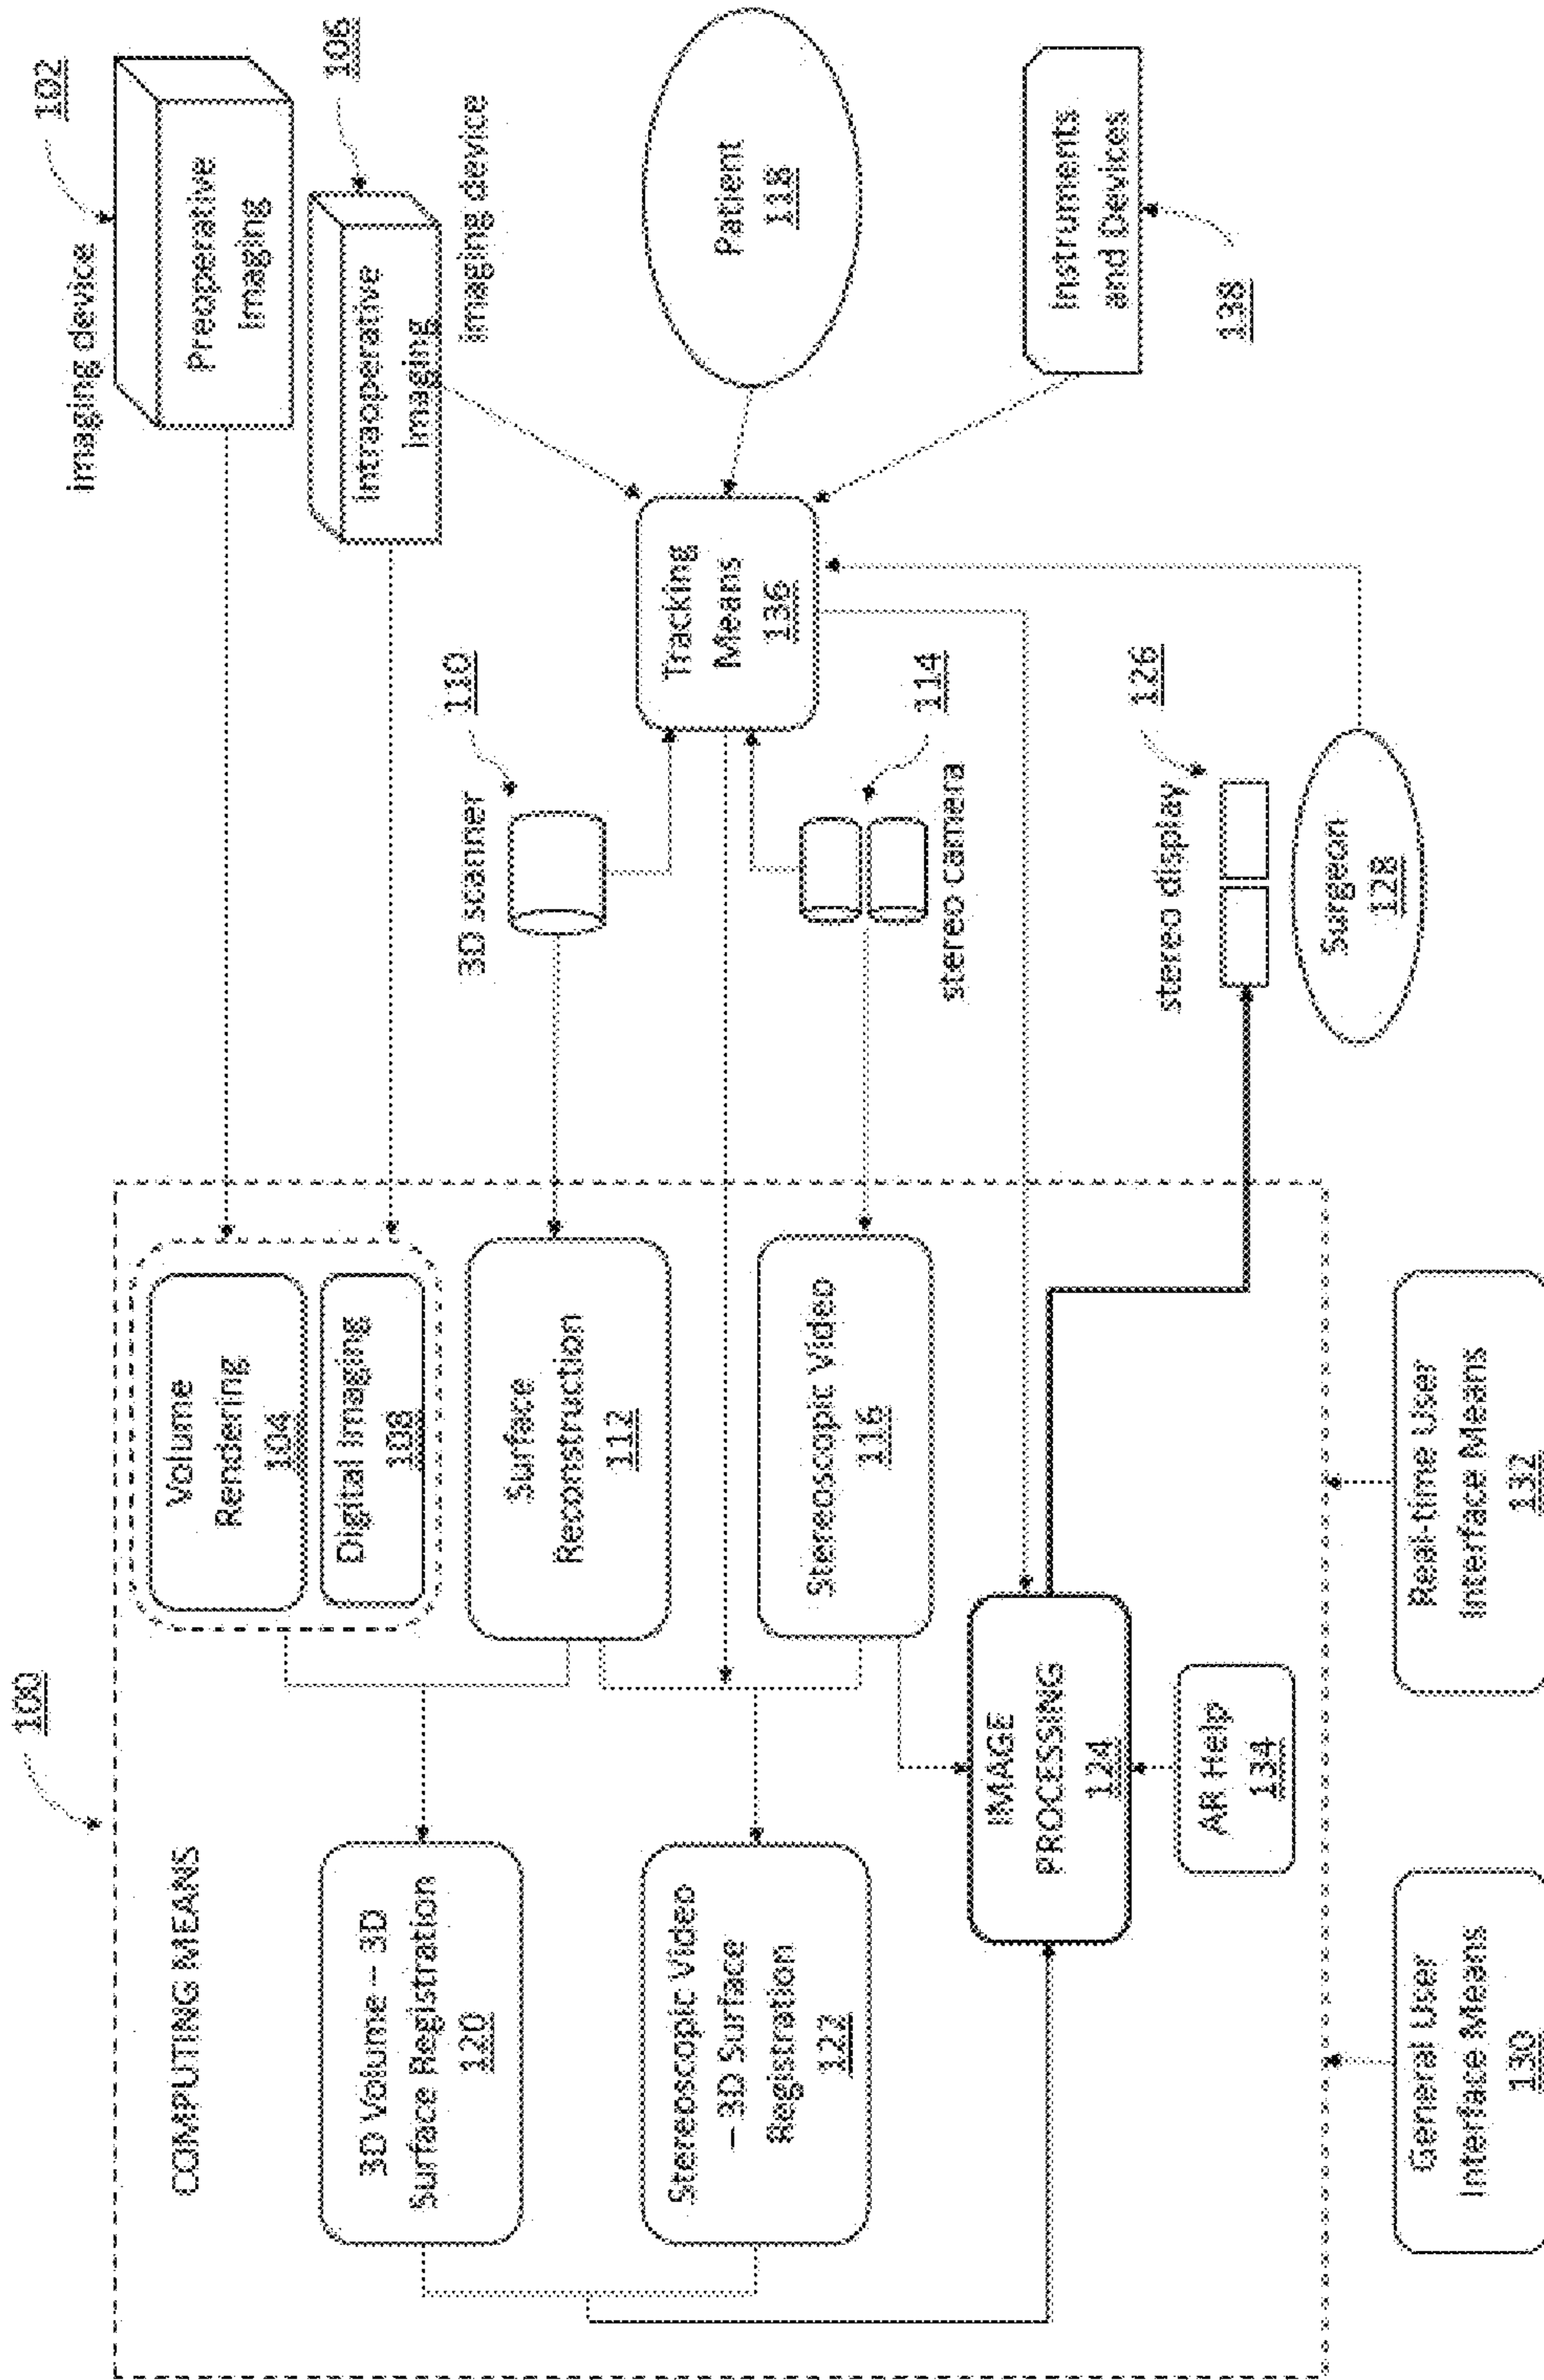 100
COMPUTING MEANS
3D Volume – 3D
Surface Registration
120
Stereoscopic Video
– 3D Surface
Registration
122
Volume
Rendering
104
Digital Imaging
108
Surface
Reconstruction
112
Stereoscopic Video
116
IMAGE
PROCESSING
124
AR Help
134
General User
Interface Means
130
Real-time User
Interface Means
132
imaging device
102
Preoperative
Imaging
106
Intraoperative
Imaging
imaging device
3D scanner
110
Tracking
Means
136
114
stereo camera
Patient
118
Instruments
and Devices
138
stereo display
126
Surgeon
128